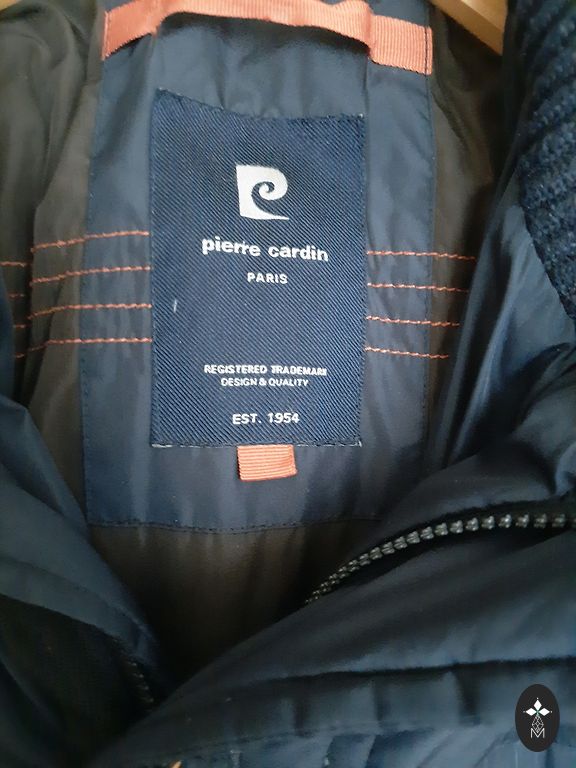 pierre cardin
PARIS
REGISTERED TRADEMARK
DESIGN & QUALITY
EST. 1954
M